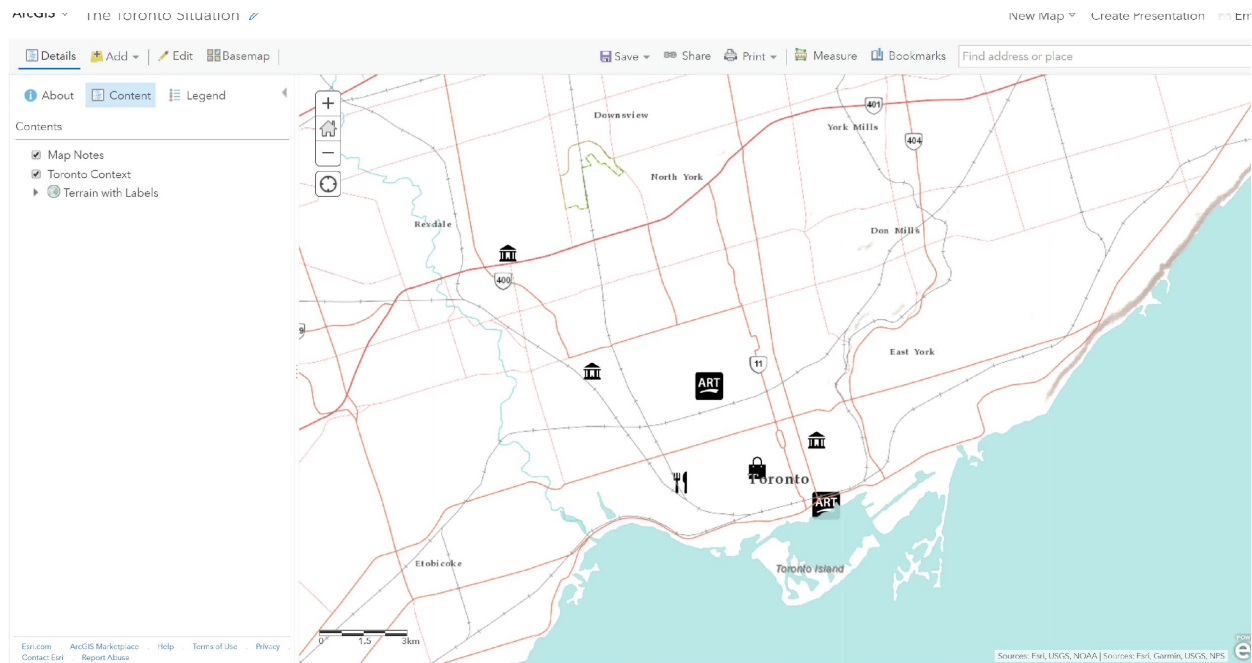 ArcGIS The Toronto Situation New Map Create Presentation Em
Details Add Edit Basemap Save Share Print Measure Bookmarks Find address or place
About Content Legend
Contents
Map Notes
Toronto Context
Terrain with Labels
401
Downsview
York Mills
404
North York
Rexdale
Don Mills
400
9
East York
11
ART
Toronto
ART
Etobicoke
Toronto Island
0 1.5 3km
Esri.com ArcGIS Marketplace Help Terms of Use Privacy
Contact Esri Report Abuse
Sources: Esri, USGS, NOAA | Sources: Esri, Garmin, USGS, NPS
POW
e